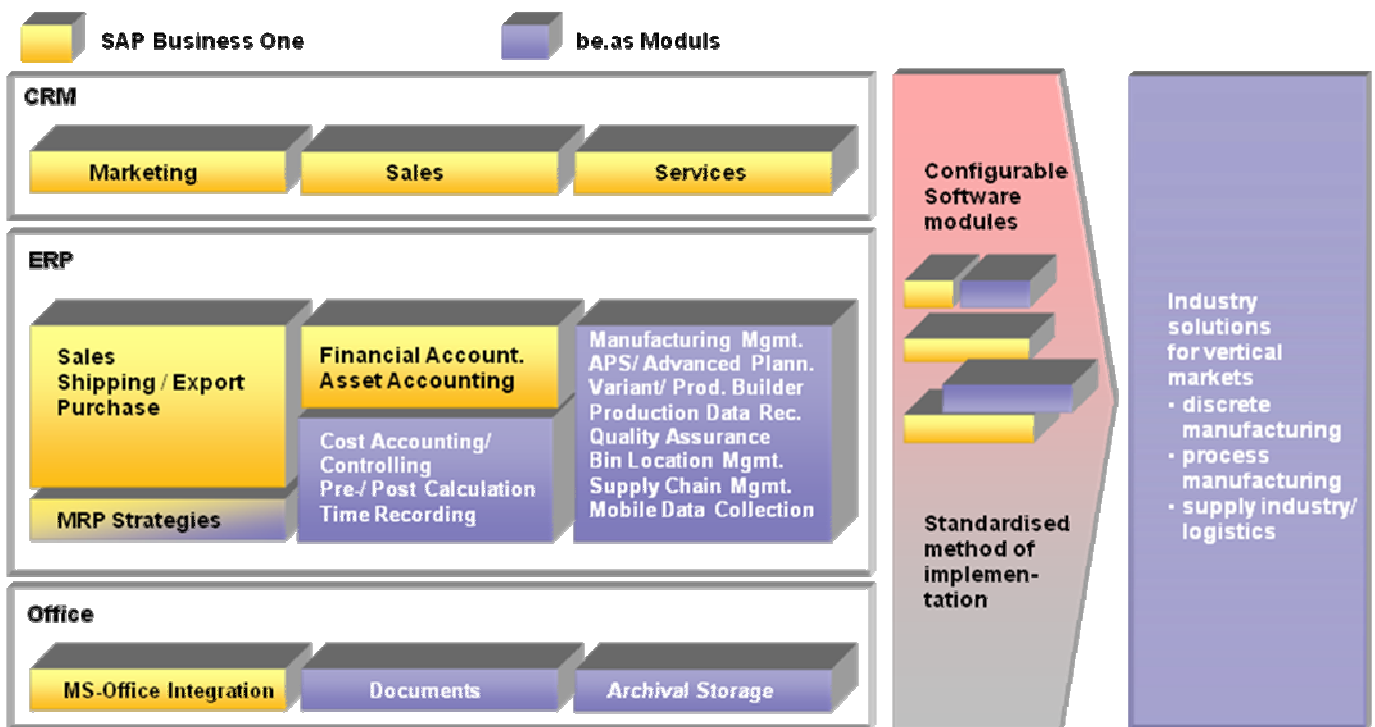 SAP Business One
be.as Moduls
CRM
Marketing
Sales
Services
ERP
Sales
Shipping / Export
Purchase
MRP Strategies
Financial Account.
Asset Accounting
Cost Accounting/
Controlling
Pre-/ Post Calculation
Time Recording
Manufacturing Mgmt.
APS/ Advanced Plann.
Variant/ Prod. Builder
Production Data Rec.
Quality Assurance
Bin Location Mgmt.
Supply Chain Mgmt.
Mobile Data Collection
Office
MS-Office Integration
Documents
Archival Storage
Configurable
Software
modules
Standardised
method of
implemen-
tation
Industry
solutions
for vertical
markets
· discrete
manufacturing
· process
manufacturing
· supply industry/
logistics